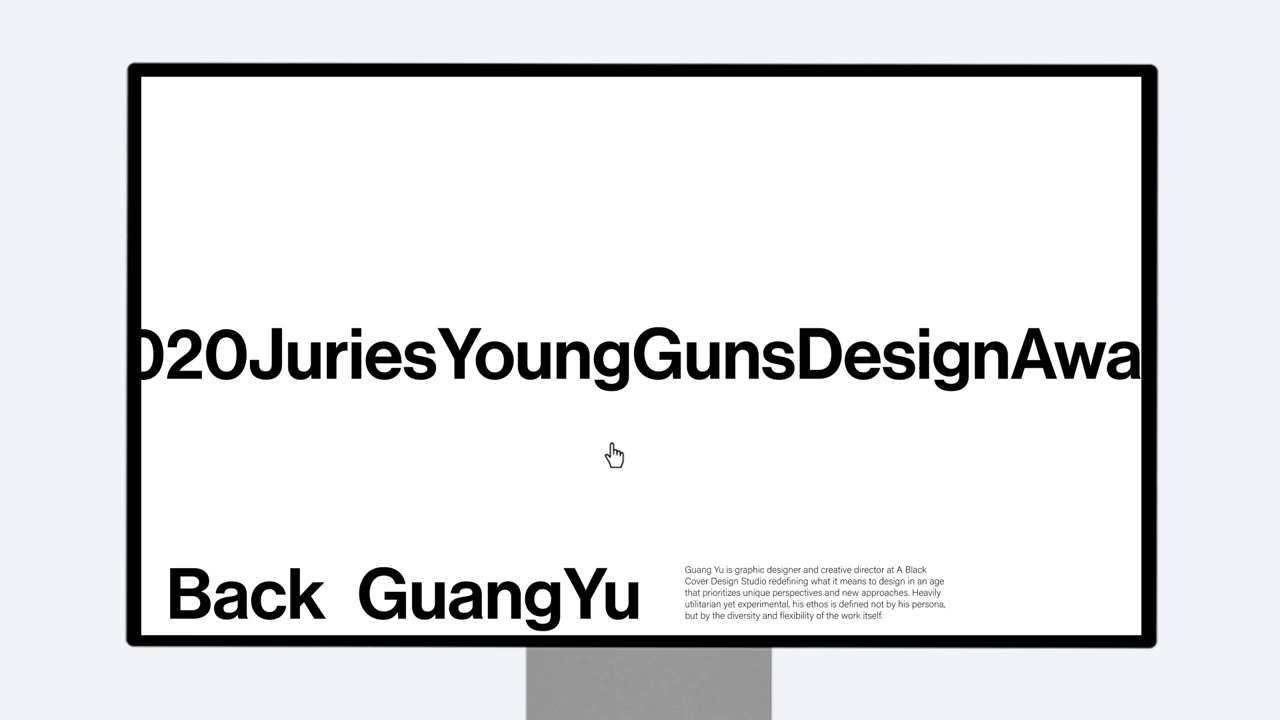 020JuriesYoungGunsDesignAwa
Back GuangYu
Guang Yu is graphic designer and creative director at A Black
Cover Design Studio redefining what it means to design in an age
that prioritizes unique perspectives and new approaches. Heavily
utilitarian yet experimental, his ethos is defined not by his persona,
but by the diversity and flexibility of the work itself.